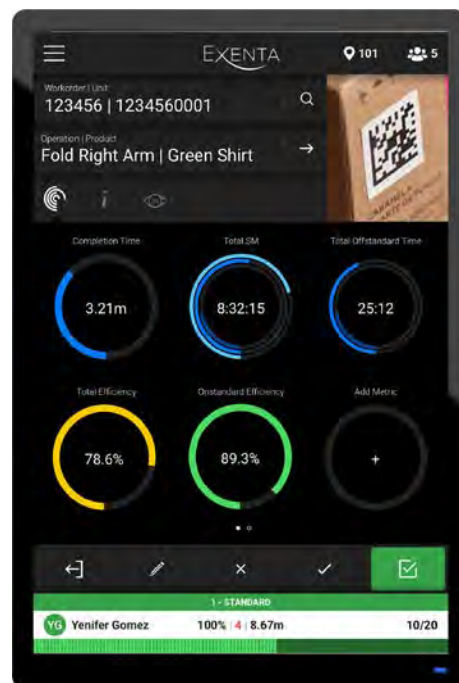 EXENTA
101
5
Workorder | Unit
123456 | 1234560001
Operation | Product
Fold Right Arm | Green Shirt
i
Completion Time
Total SM
Total Offstandard Time
3.21m
8:32:15
25:12
Total Efficiency
Onstandard Efficiency
Add Metric
78.6%
89.3%
+
1 - STANDARD
YG Yenifer Gomez 100% | 4 | 8.67m 10/20